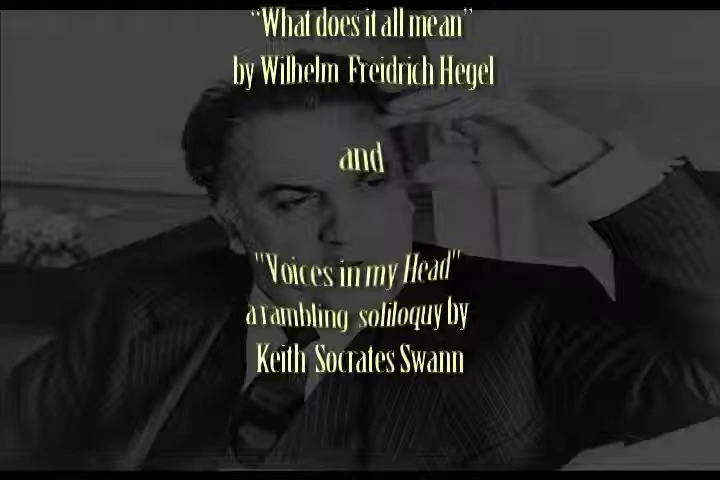 “What does it all mean”
by Wilhelm Freidrich Hegel
and
"Voices in my Head"
a rambling soliloquy by
Keith Socrates Swann